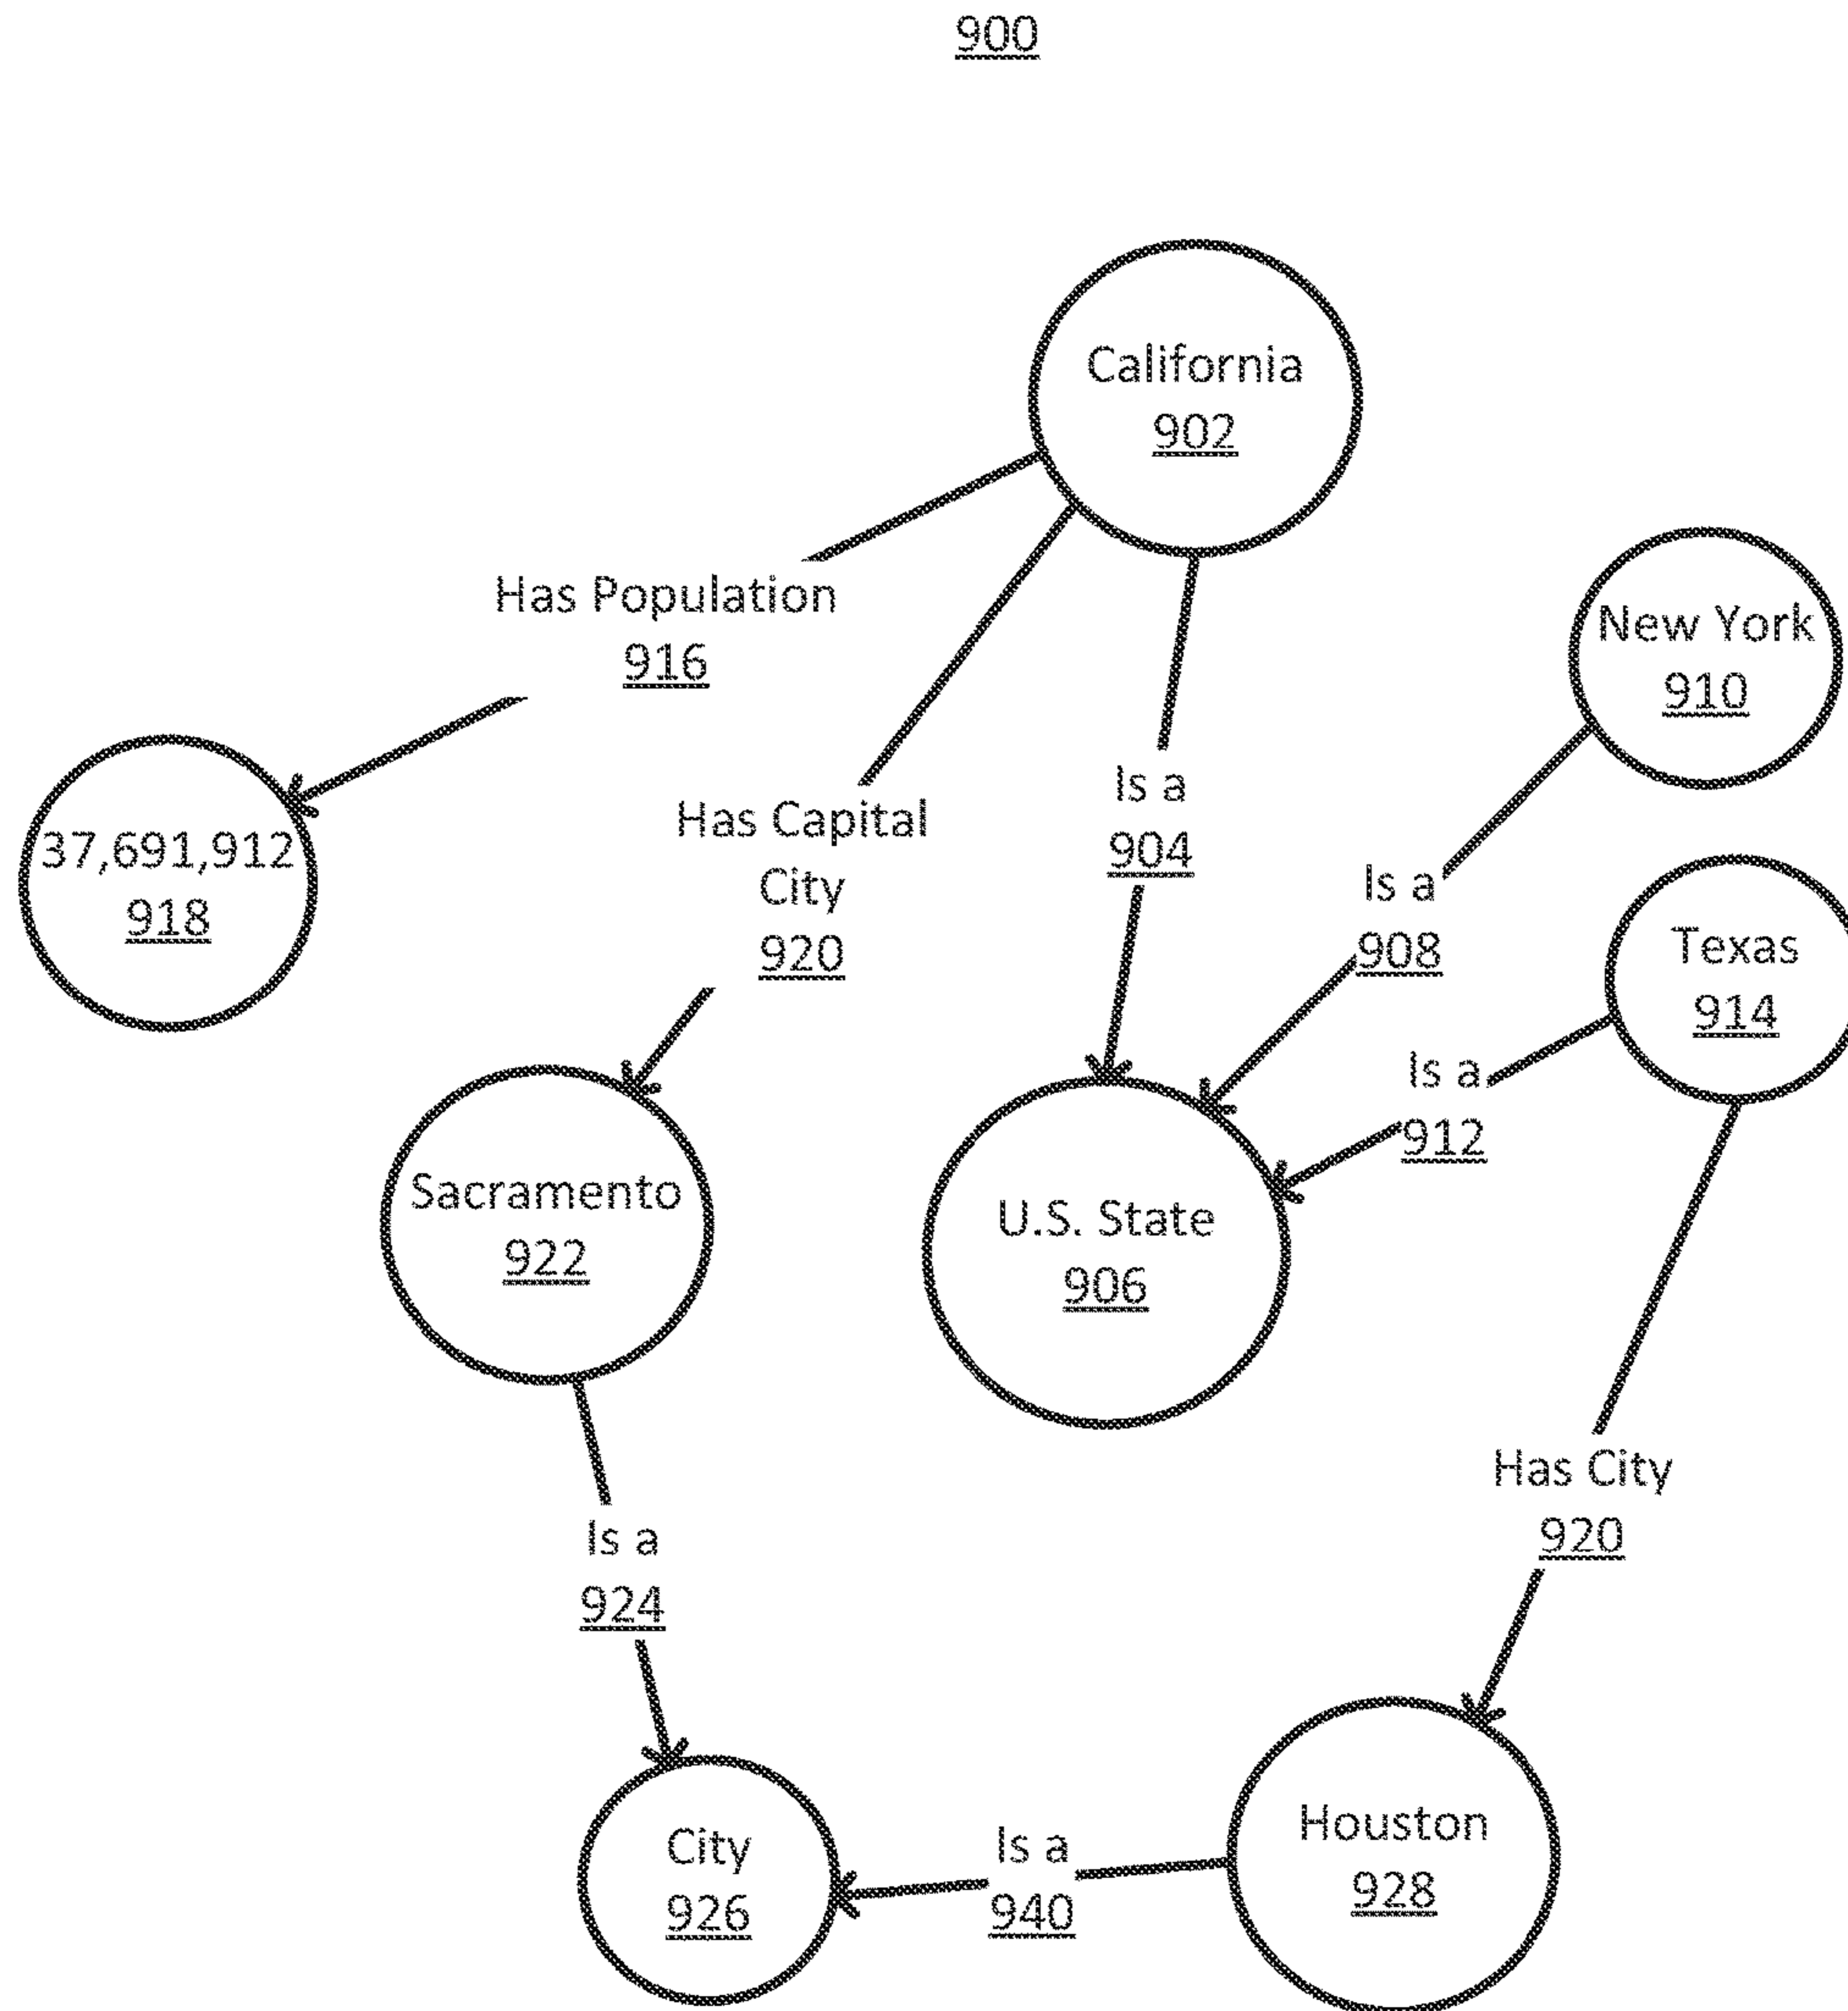 900
California
902
Has Population
916
New York
910
Is a
904
37,691,912
918
Has Capital
City
920
Is a
908
Texas
914
Is a
912
Sacramento
922
U.S. State
906
Has City
920
Is a
924
Houston
928
City
926
Is a
940